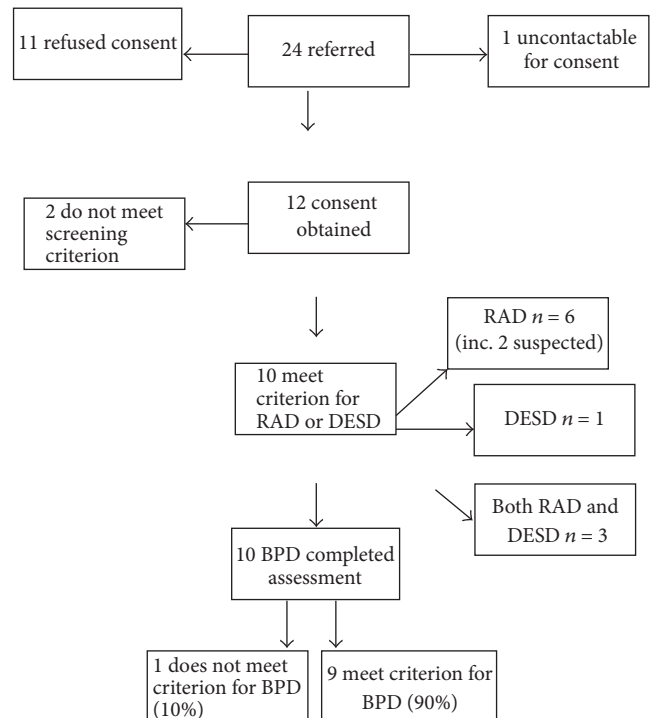 11 refused consent
24 referred
1 uncontactable
for consent
2 do not meet
screening
criterion
12 consent
obtained
RAD n = 6
(inc. 2 suspected)
10 meet
criterion for
RAD or DESD
DESD n = 1
Both RAD and
DESD n = 3
10 BPD completed
assessment
1 does not meet
criterion for BPD
(10%)
9 meet criterion for
BPD (90%)